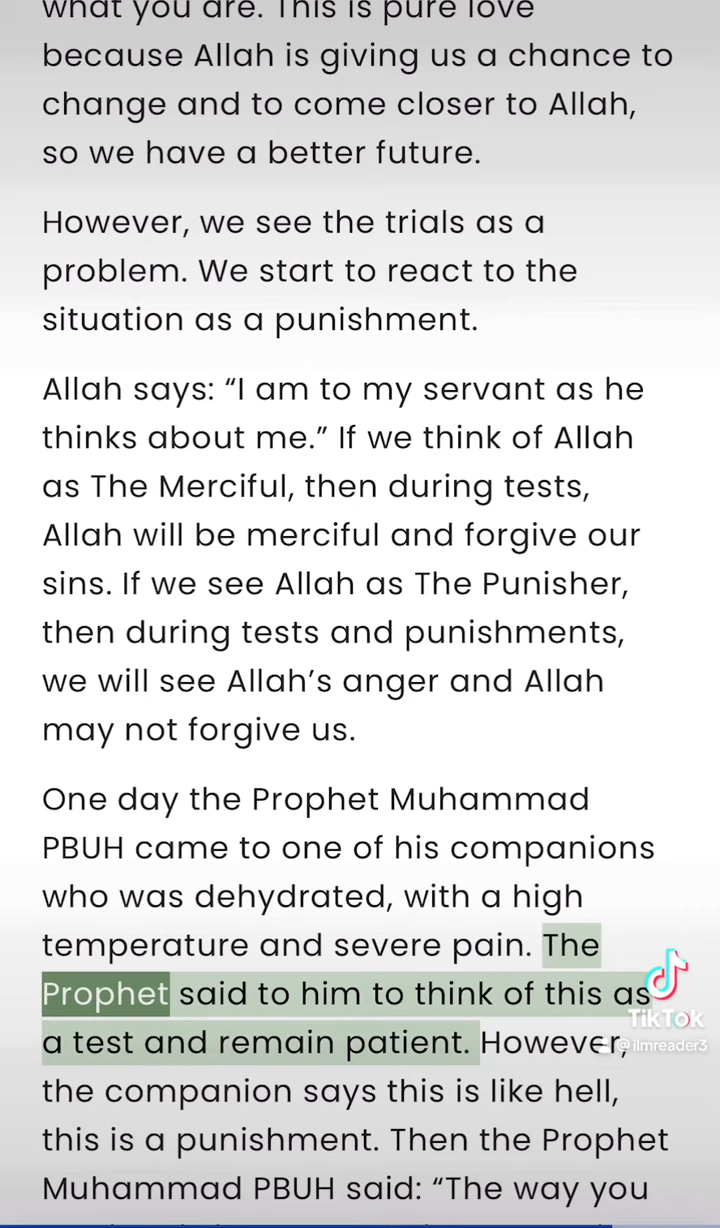 what you are. This is pure love
because Allah is giving us a chance to
change and to come closer to Allah,
so we have a better future.
However, we see the trials as a
problem. We start to react to the
situation as a punishment.
Allah says: “I am to my servant as he
thinks about me.” If we think of Allah
as The Merciful, then during tests,
Allah will be merciful and forgive our
sins. If we see Allah as The Punisher,
then during tests and punishments,
we will see Allah’s anger and Allah
may not forgive us.
One day the Prophet Muhammad
PBUH came to one of his companions
who was dehydrated, with a high
temperature and severe pain. The
Prophet said to him to think of this as
a test and remain patient. However,
the companion says this is like hell,
this is a punishment. Then the Prophet
Muhammad PBUH said: “The way you
TikTok
@ilmreader3